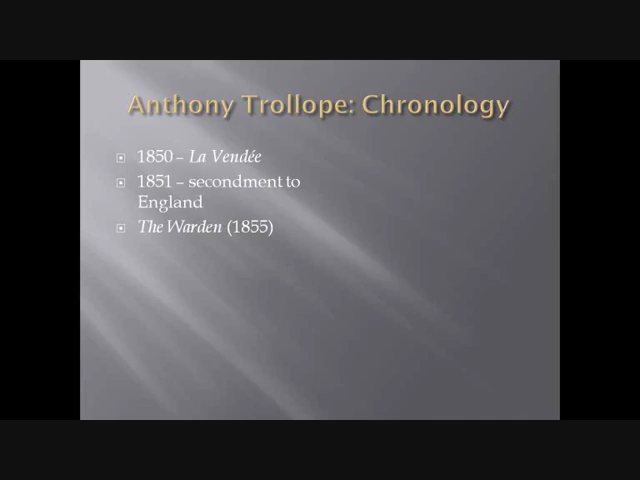 Anthony Trollope: Chronology
1850 – La Vendée
1851 – secondment to
England
The Warden (1855)